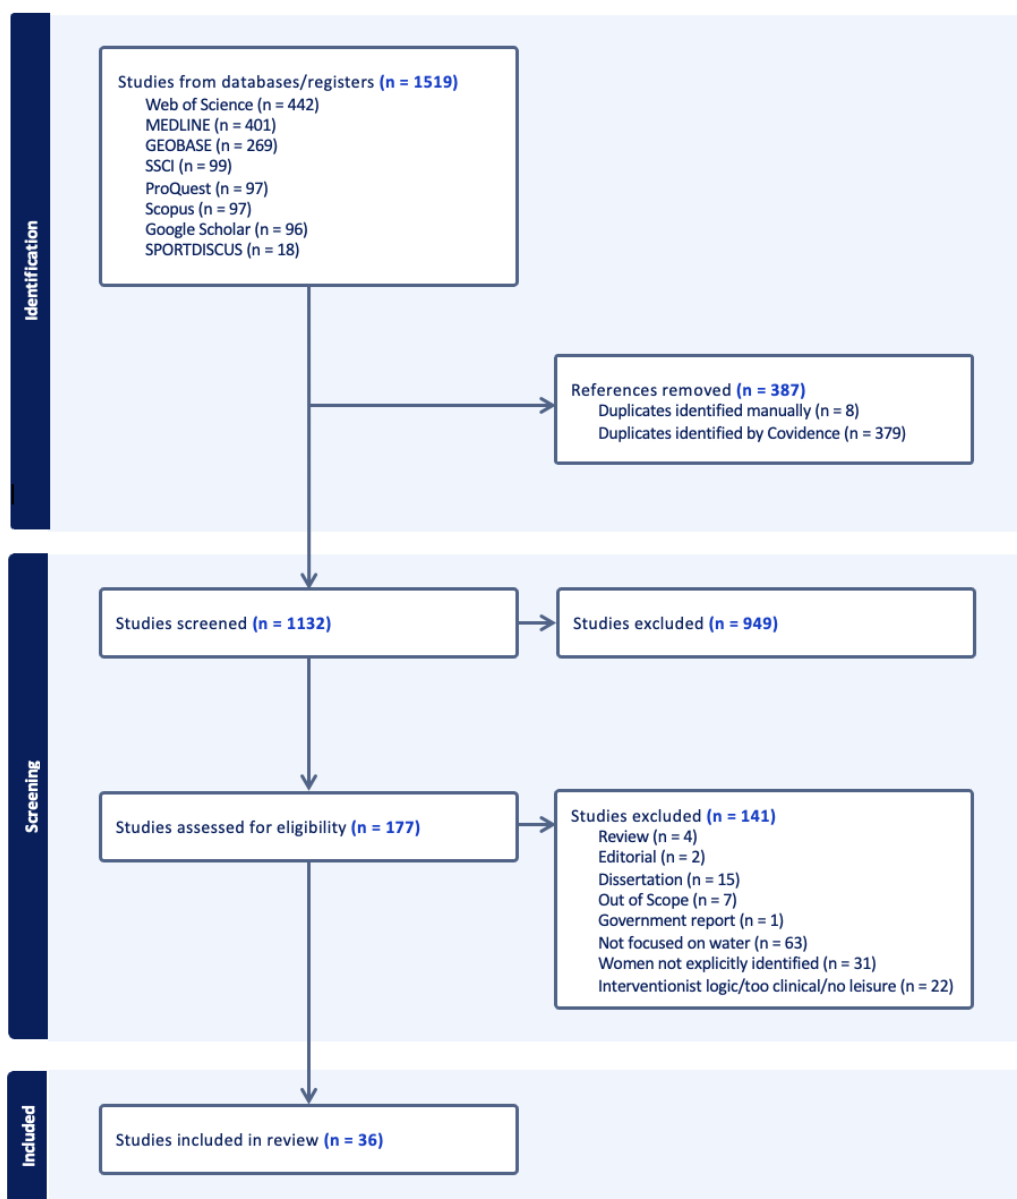 Identification
Studies from databases/registers (n = 1519)
Web of Science (n = 442)
MEDLINE (n = 401)
GEOBASE (n = 269)
SSCI (n = 99)
ProQuest (n = 97)
Scopus (n = 97)
Google Scholar (n = 96)
SPORTDISCUS (n = 18)
References removed (n = 387)
Duplicates identified manually (n = 8)
Duplicates identified by Covidence (n = 379)
Screening
Studies screened (n = 1132)
Studies excluded (n = 949)
Studies assessed for eligibility (n = 177)
Studies excluded (n = 141)
Review (n = 4)
Editorial (n = 2)
Dissertation (n = 15)
Out of Scope (n = 7)
Government report (n = 1)
Not focused on water (n = 63)
Women not explicitly identified (n = 31)
Interventionist logic/too clinical/no leisure (n = 22)
Included
Studies included in review (n = 36)